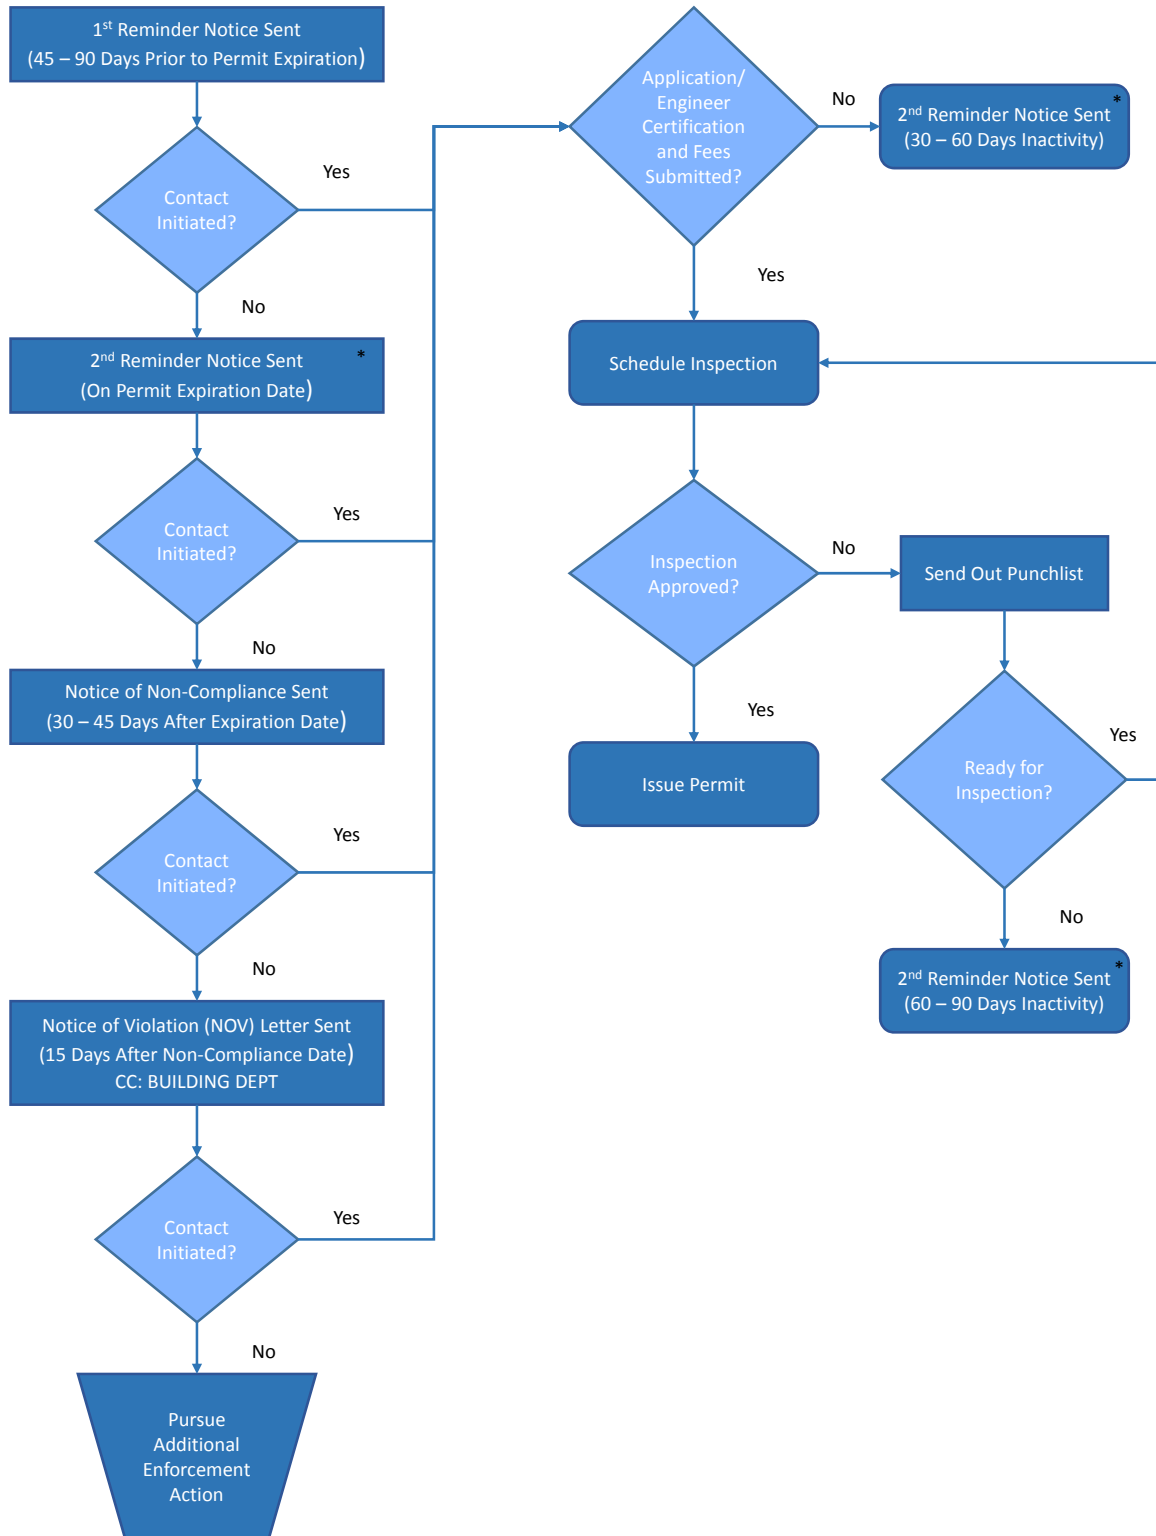 1st Reminder Notice Sent
(45 – 90 Days Prior to Permit Expiration)
Contact
Initiated?
Yes
No
2nd Reminder Notice Sent *
(On Permit Expiration Date)
Contact
Initiated?
Yes
No
Notice of Non-Compliance Sent
(30 – 45 Days After Expiration Date)
Contact
Initiated?
Yes
No
Notice of Violation (NOV) Letter Sent
(15 Days After Non-Compliance Date)
CC: BUILDING DEPT
Contact
Initiated?
Yes
No
Pursue
Additional
Enforcement
Action
Application/
Engineer
Certification
and Fees
Submitted?
No
2nd Reminder Notice Sent *
(30 – 60 Days Inactivity)
Yes
Schedule Inspection
Inspection
Approved?
No
Send Out Punchlist
Yes
Issue Permit
Ready for
Inspection?
Yes
No
2nd Reminder Notice Sent *
(60 – 90 Days Inactivity)